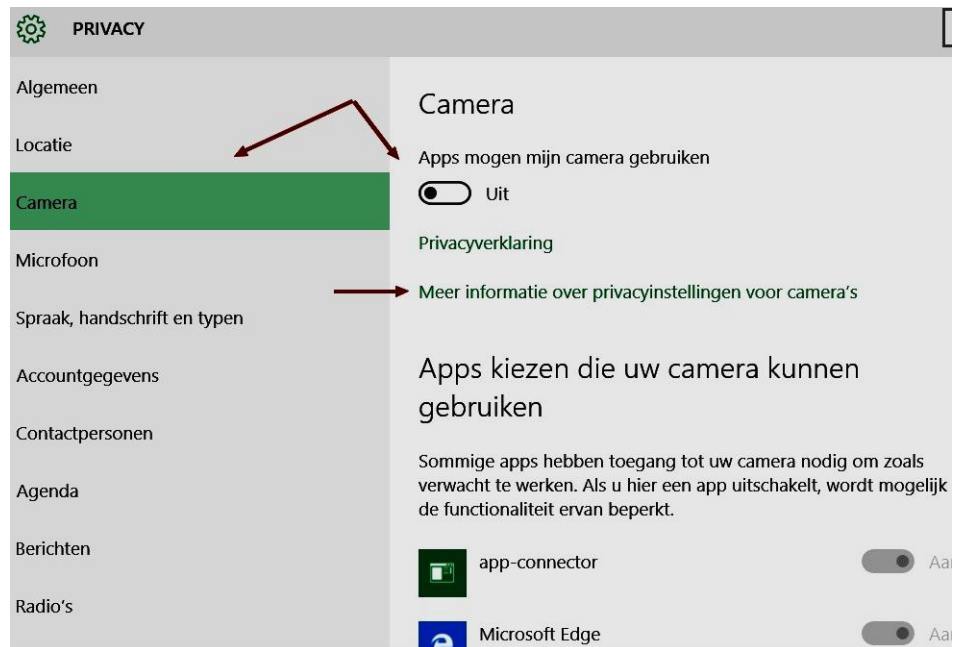 PRIVACY
Algemeen
Locatie
Camera
Microfoon
Spraak, handschrift en typen
Accountgegevens
Contactpersonen
Agenda
Berichten
Radio's
Camera
Apps mogen mijn camera gebruiken
Uit
Privacyverklaring
Meer informatie over privacyinstellingen voor camera's
Apps kiezen die uw camera kunnen
gebruiken
Sommige apps hebben toegang tot uw camera nodig om zoals
verwacht te werken. Als u hier een app uitschakelt, wordt mogelijk
de functionaliteit ervan beperkt.
app-connector
Microsoft Edge